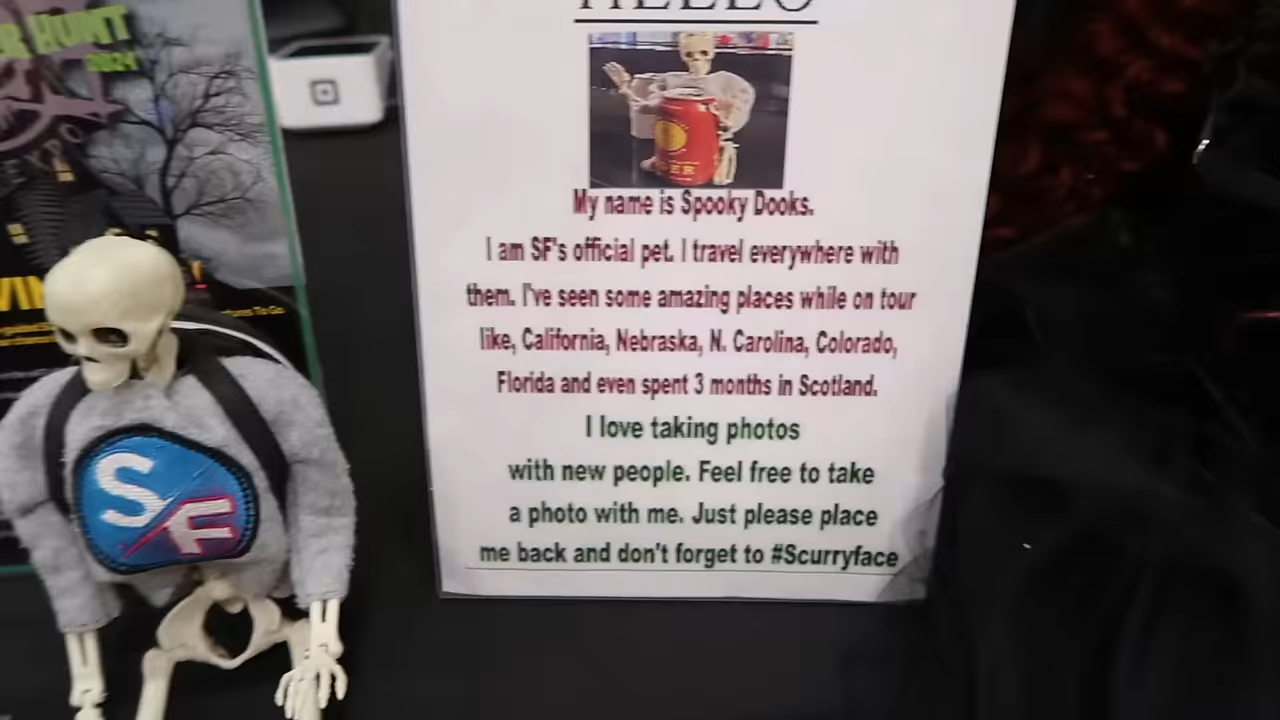 HELLO
My name is Spooky Dooks.
I am SF's official pet. I travel everywhere with
them. I've seen some amazing places while on tour
like, California, Nebraska, N. Carolina, Colorado,
Florida and even spent 3 months in Scotland.
I love taking photos
with new people. Feel free to take
a photo with me. Just please place
me back and don't forget to #Scurryface
HUNT
2024
SF